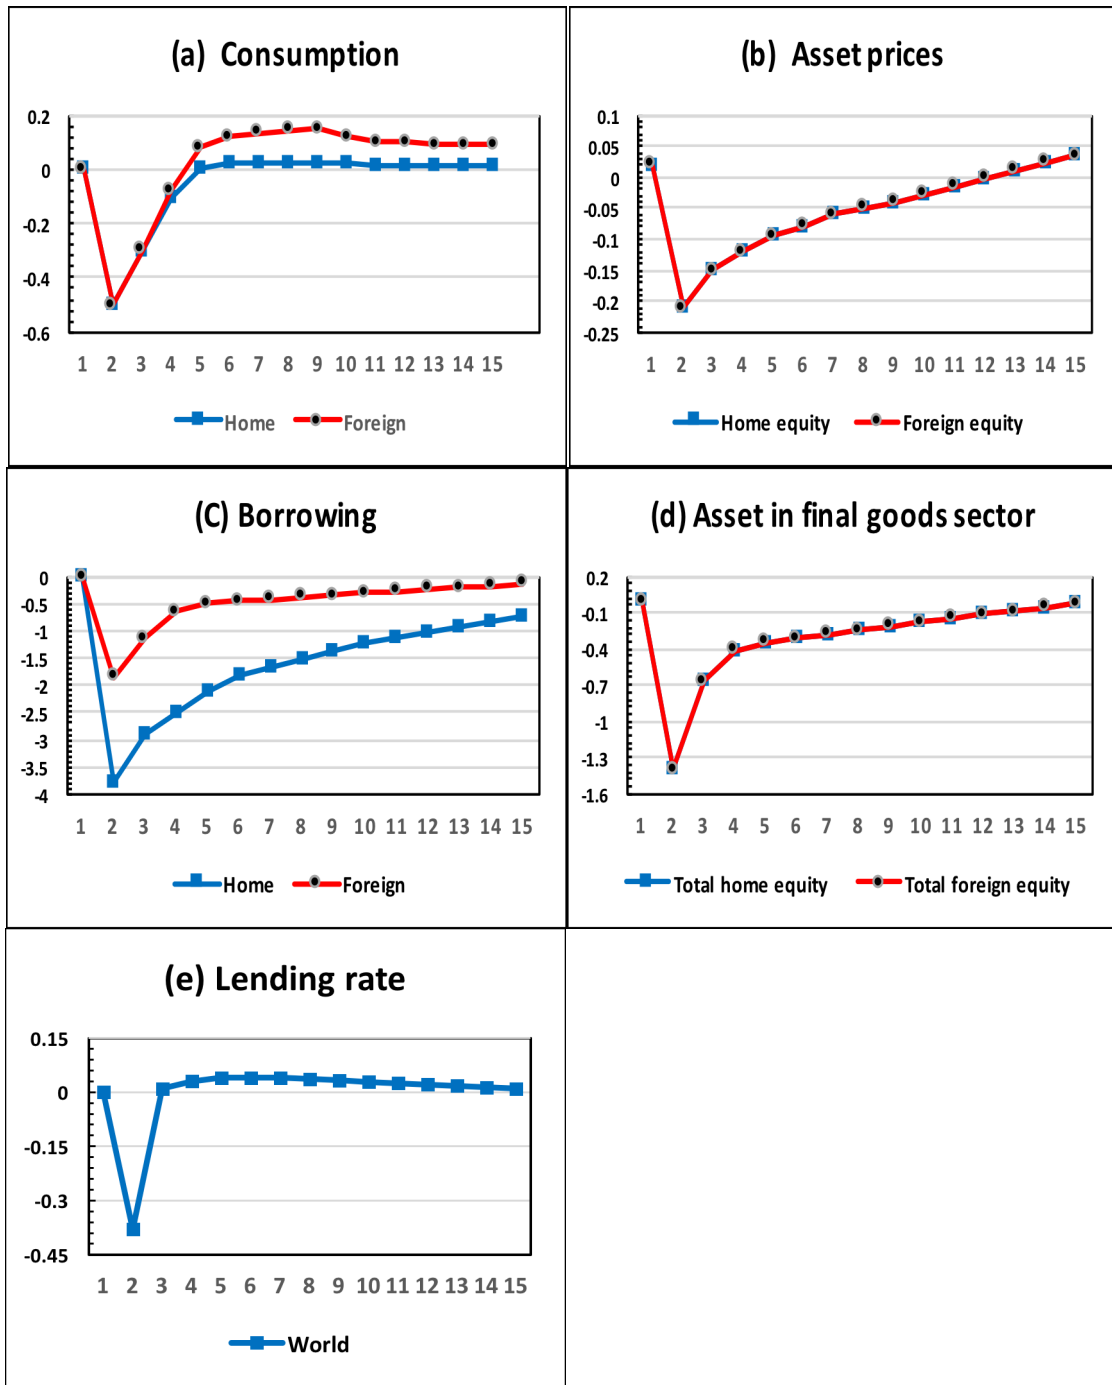 (a) Consumption
0.2
0
-0.2
-0.4
-0.6
1 2 3 4 5 6 7 8 9 10 11 12 13 14 15
Home Foreign
(b) Asset prices
0.1
0.05
0
-0.05
-0.1
-0.15
-0.2
-0.25
1 2 3 4 5 6 7 8 9 10 11 12 13 14 15
Home equity Foreign equity
(C) Borrowing
0
-0.5
-1
-1.5
-2
-2.5
-3
-3.5
-4
1 2 3 4 5 6 7 8 9 10 11 12 13 14 15
Home Foreign
(d) Asset in final goods sector
0.2
-0.1
-0.4
-0.7
-1
-1.3
-1.6
1 2 3 4 5 6 7 8 9 10 11 12 13 14 15
Total home equity Total foreign equity
(e) Lending rate
0.15
0
-0.15
-0.3
-0.45
1 2 3 4 5 6 7 8 9 10 11 12 13 14 15
World